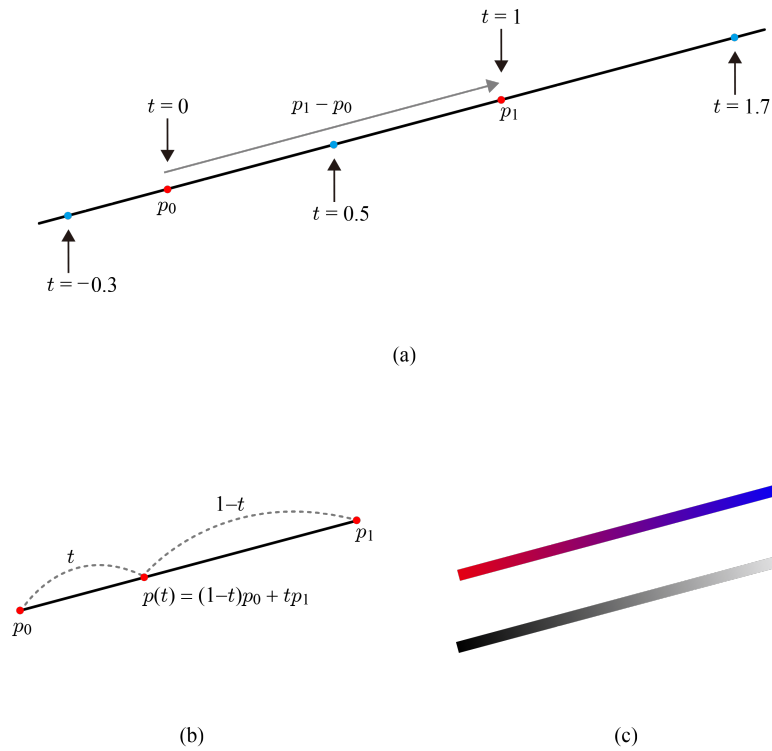 t = 1
t = 0
p₁ − p₀
p₁
t = 1.7
p₀
t = 0.5
t = −0.3
(a)
1−t
t
p₁
p(t) = (1−t)p₀ + tp₁
p₀
(b)
(c)